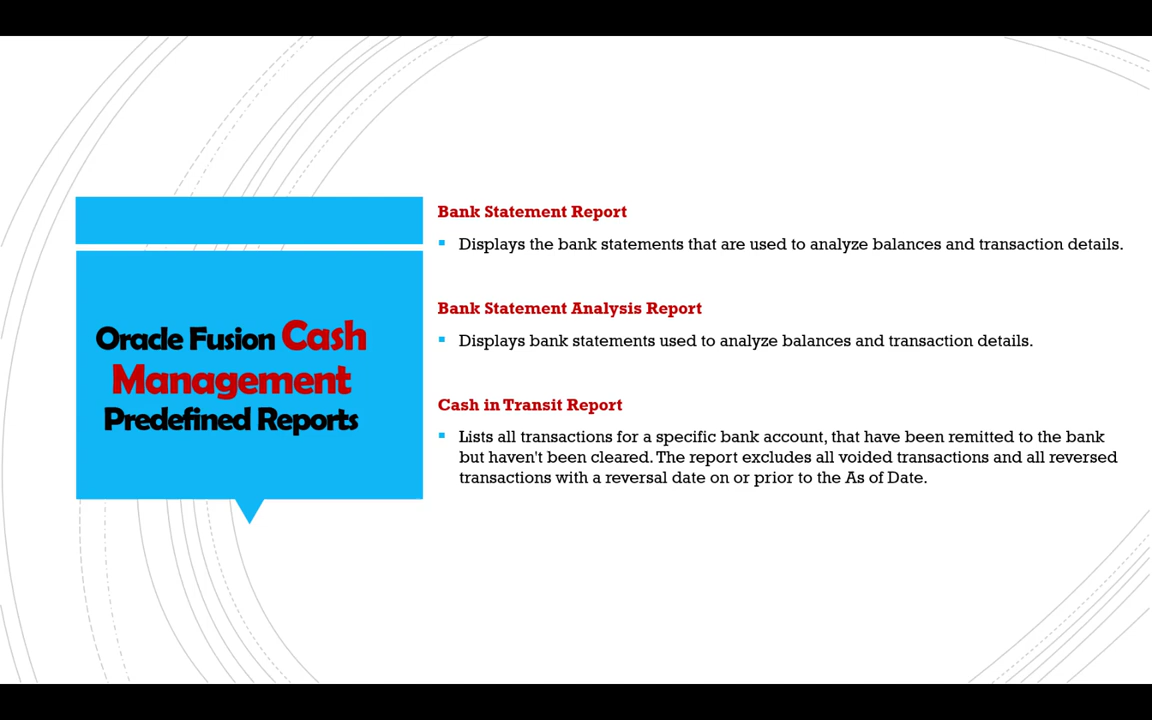 Oracle Fusion Cash
Management
Predefined Reports
Bank Statement Report
Displays the bank statements that are used to analyze balances and transaction details.
Bank Statement Analysis Report
Displays bank statements used to analyze balances and transaction details.
Cash in Transit Report
Lists all transactions for a specific bank account, that have been remitted to the bank
but haven't been cleared. The report excludes all voided transactions and all reversed
transactions with a reversal date on or prior to the As of Date.